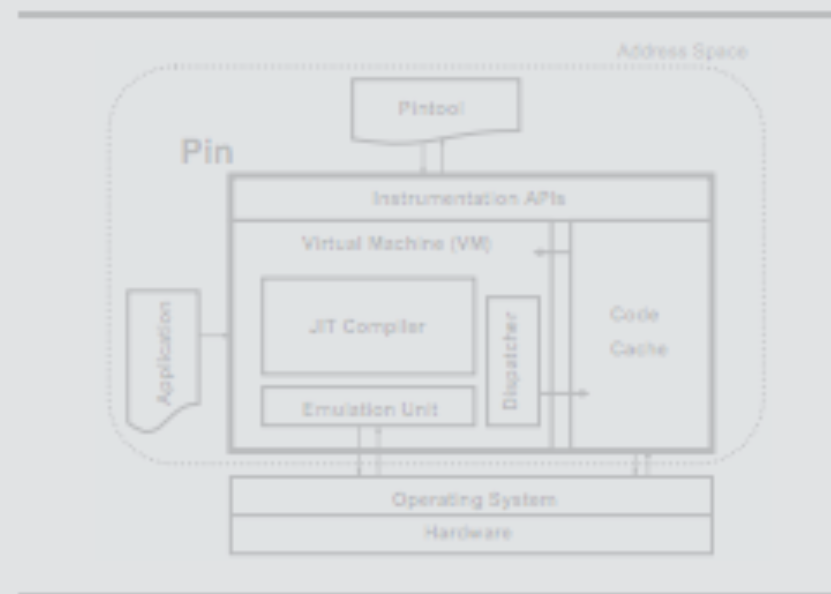 Address Space
Pintool
Pin
Instrumentation APIs
Virtual Machine (VM)
JIT Compiler
Emulation Unit
Dispatcher
Code
Cache
Application
Operating System
Hardware